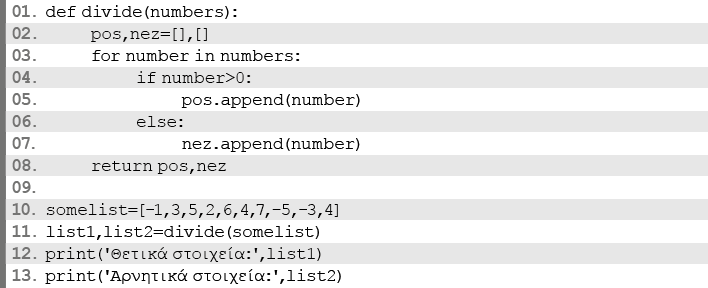 01. def divide(numbers):
02.     pos,nez=[],[]
03.     for number in numbers:
04.         if number>0:
05.             pos.append(number)
06.         else:
07.             nez.append(number)
08.     return pos,nez
09.
10. somelist=[-1,3,5,2,6,4,7,-5,-3,4]
11. list1,list2=divide(somelist)
12. print('Θετικά στοιχεία:',list1)
13. print('Αρνητικά στοιχεία:',list2)